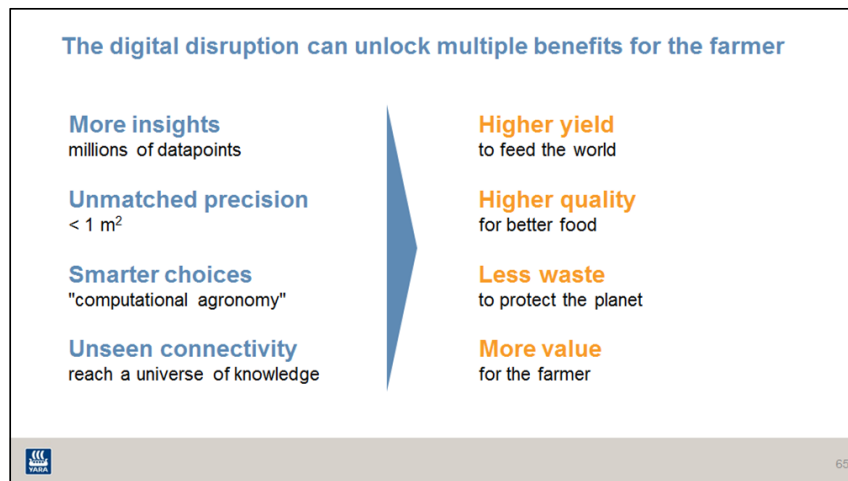 The digital disruption can unlock multiple benefits for the farmer
More insights
millions of datapoints
Unmatched precision
< 1 m²
Smarter choices
"computational agronomy"
Unseen connectivity
reach a universe of knowledge
Higher yield
to feed the world
Higher quality
for better food
Less waste
to protect the planet
More value
for the farmer
YARA
65